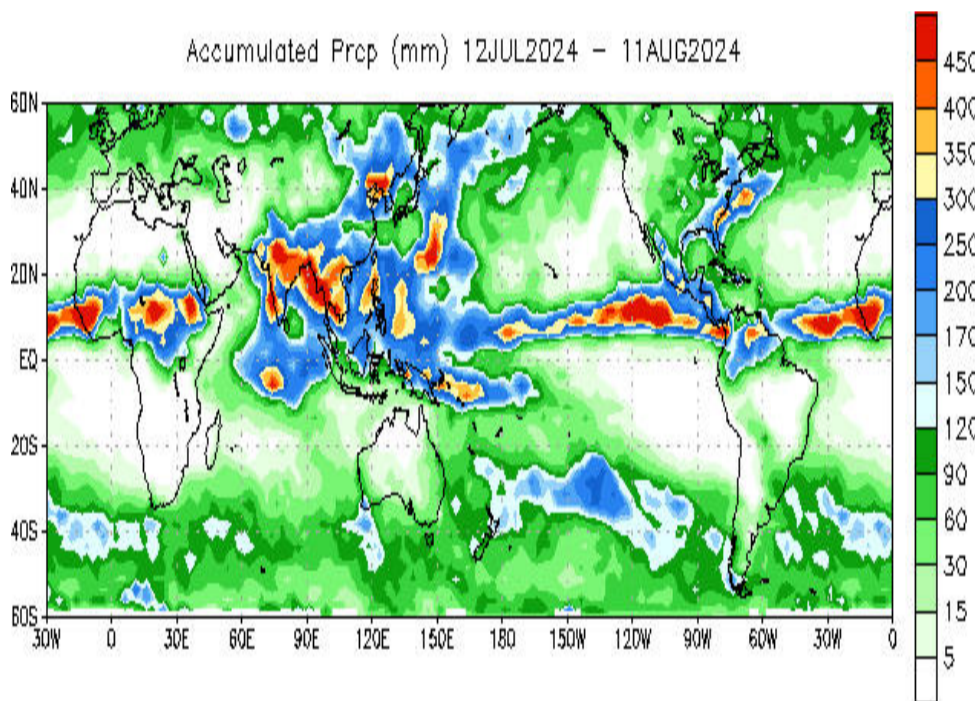 Accumulated Prcp (mm) 12JUL2024 – 11AUG2024
60N
40N
20N
EQ
20S
40S
60S
30W 0 30E 60E 90E 120E 150E 180 150W 120W 90W 60W 30W 0
450
400
350
300
250
200
170
150
120
90
60
30
15
5